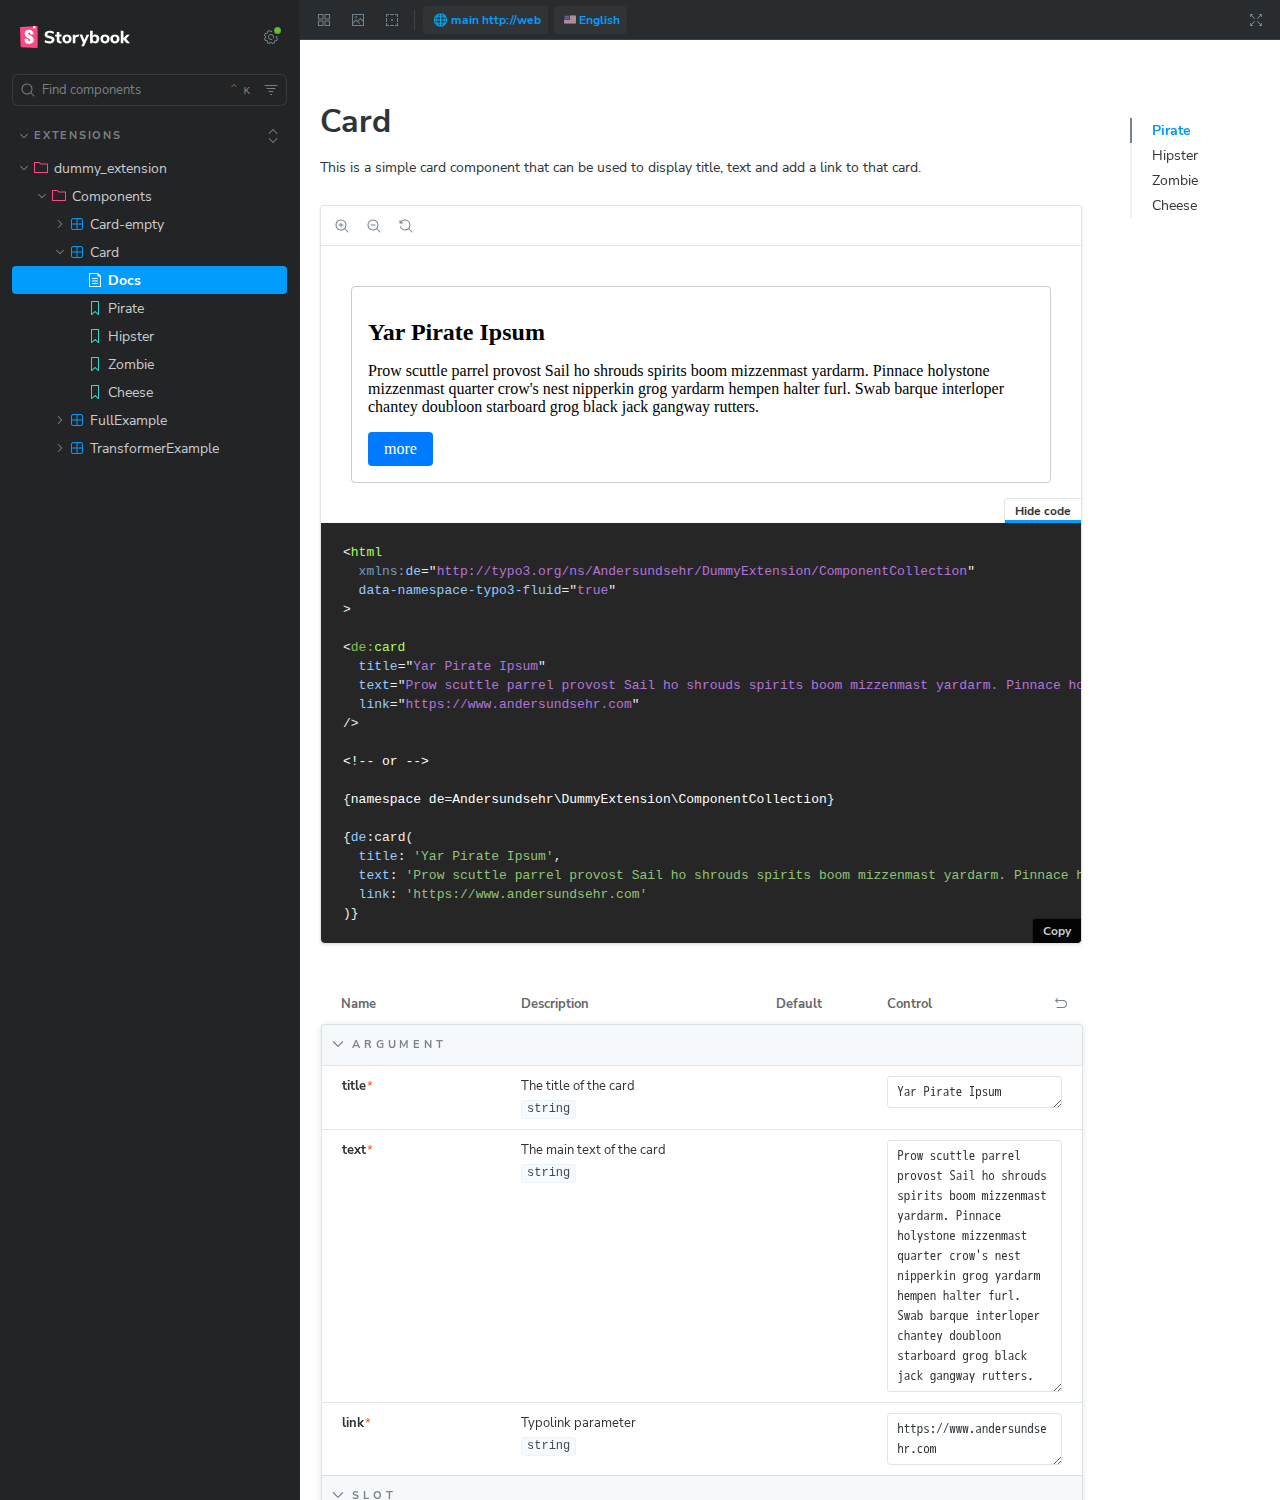 Storybook
Find components
^ K
EXTENSIONS
dummy_extension
Components
Card-empty
Card
Docs
Pirate
Hipster
Zombie
Cheese
FullExample
TransformerExample
main http://web
English
Card
This is a simple card component that can be used to display title, text and add a link to that card.
Pirate
Hipster
Zombie
Cheese
Yar Pirate Ipsum
Prow scuttle parrel provost Sail ho shrouds spirits boom mizzenmast yardarm. Pinnace holystone
mizzenmast quarter crow's nest nipperkin grog yardarm hempen halter furl. Swab barque interloper
chantey doubloon starboard grog black jack gangway rutters.
more
Hide code
<html
xmlns:de="http://typo3.org/ns/Andersundsehr/DummyExtension/ComponentCollection"
data-namespace-typo3-fluid="true"
>
<de:card
title="Yar Pirate Ipsum"
text="Prow scuttle parrel provost Sail ho shrouds spirits boom mizzenmast yardarm. Pinnace ho
link="https://www.andersundsehr.com"
/>
<!-- or -->
{namespace de=Andersundsehr\DummyExtension\ComponentCollection}
{de:card(
title: 'Yar Pirate Ipsum',
text: 'Prow scuttle parrel provost Sail ho shrouds spirits boom mizzenmast yardarm. Pinnace h
link: 'https://www.andersundsehr.com'
)}
Copy
Name Description Default Control
ARGUMENT
title* The title of the card Yar Pirate Ipsum
string
text* The main text of the card
string
Prow scuttle parrel
provost Sail ho shrouds
spirits boom mizzenmast
yardarm. Pinnace
holystone mizzenmast
quarter crow's nest
nipperkin grog yardarm
hempen halter furl.
Swab barque interloper
chantey doubloon
starboard grog black
jack gangway rutters.
link* Typolink parameter
string
https://www.andersundse
hr.com
SLOT